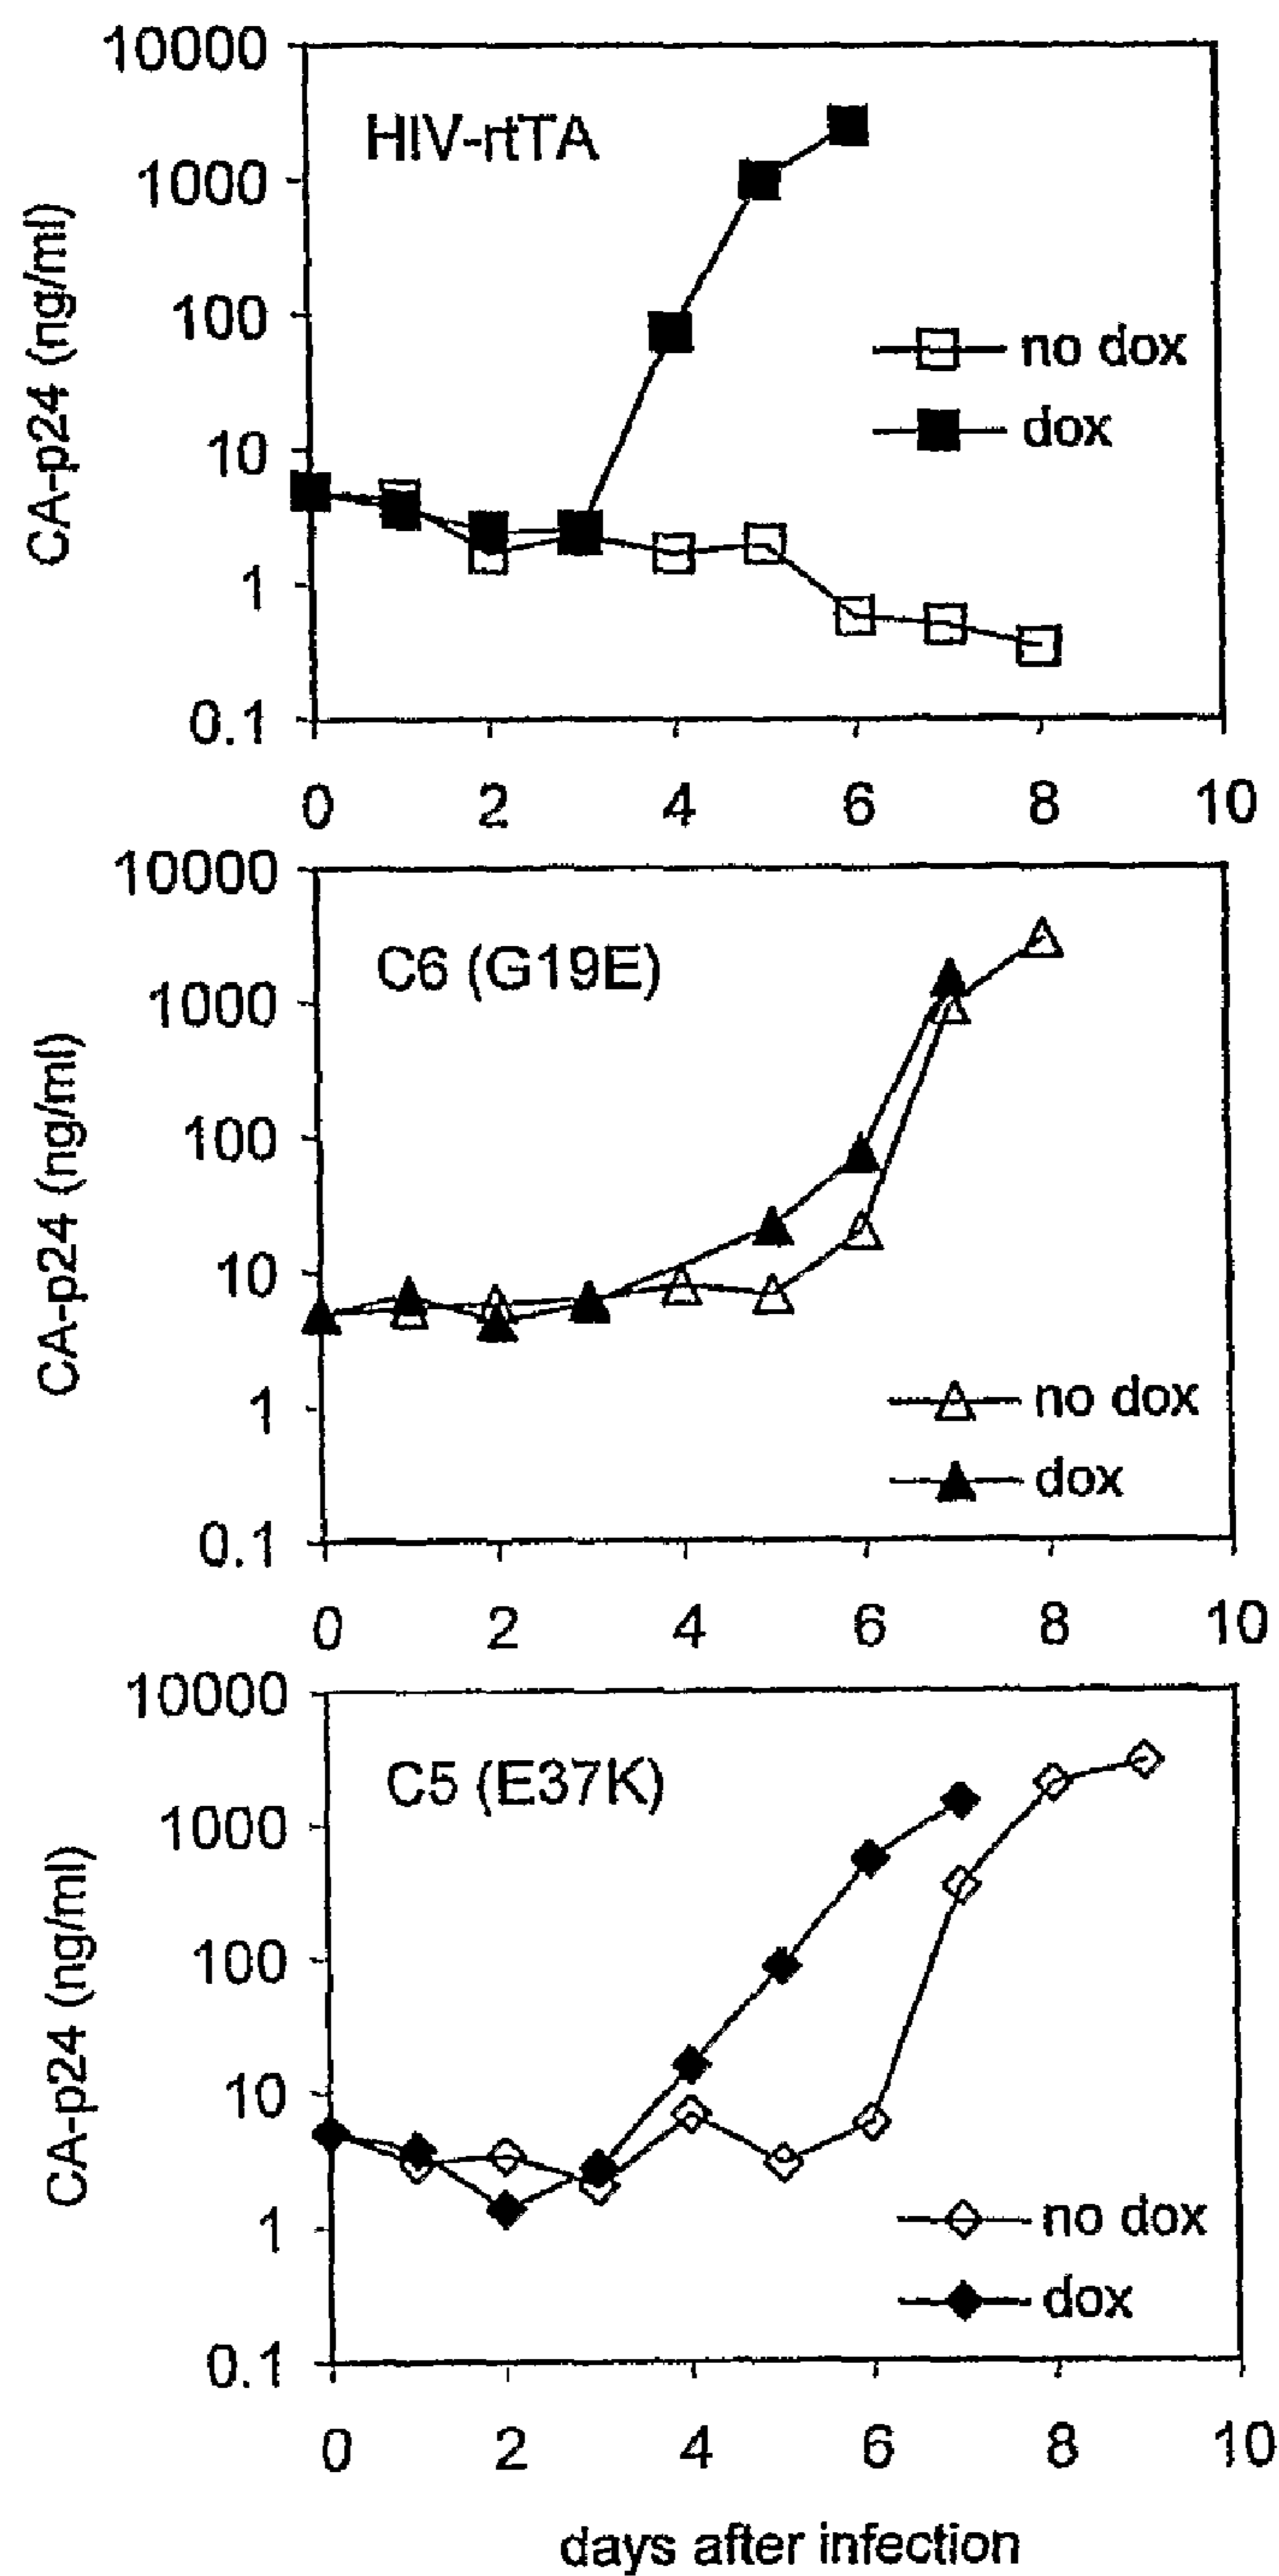 10000
1000
100
10
1
0.1
CA-p24 (ng/ml)
HIV-rtTA
no dox
dox
0 2 4 6 8 10
10000
1000
100
10
1
0.1
CA-p24 (ng/ml)
C6 (G19E)
no dox
dox
0 2 4 6 8 10
10000
1000
100
10
1
0.1
CA-p24 (ng/ml)
C5 (E37K)
no dox
dox
0 2 4 6 8 10
days after infection